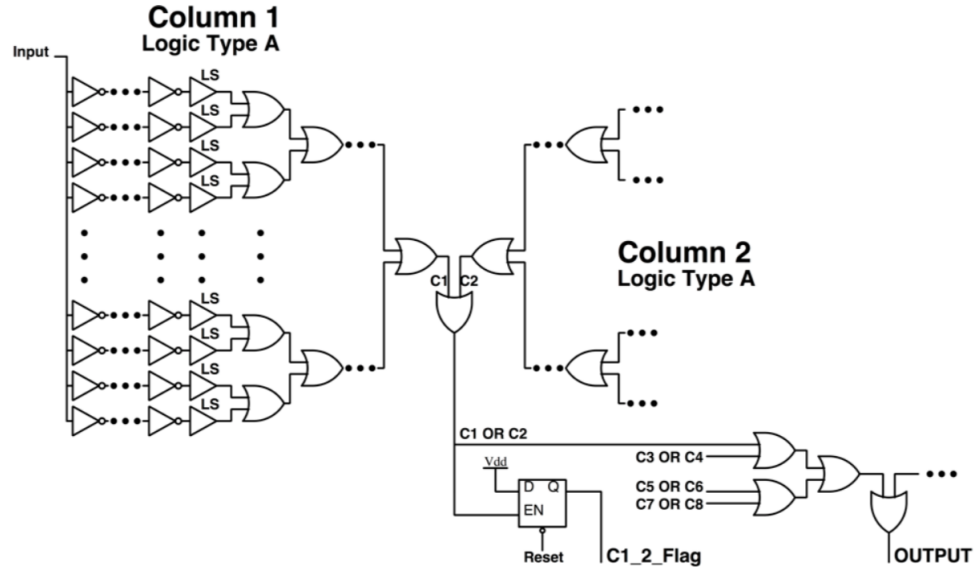 Column 1
Logic Type A
Input
LS
LS
LS
LS
Column 2
Logic Type A
C1 C2
LS
LS
LS
LS
C1 OR C2
C3 OR C4
Vdd
D Q
C5 OR C6
EN
C7 OR C8
Reset
C1_2_Flag
OUTPUT